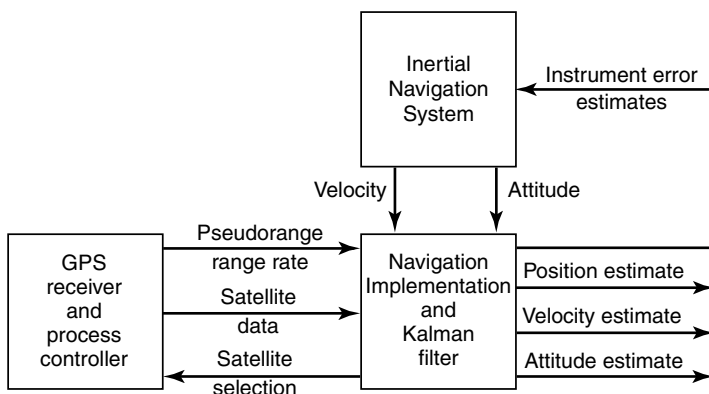 Inertial
Navigation
System
Instrument error
estimates
Velocity
Attitude
GPS
receiver
and
process
controller
Pseudorange
range rate
Satellite
data
Satellite
selection
Navigation
Implementation
and
Kalman
filter
Position estimate
Velocity estimate
Attitude estimate